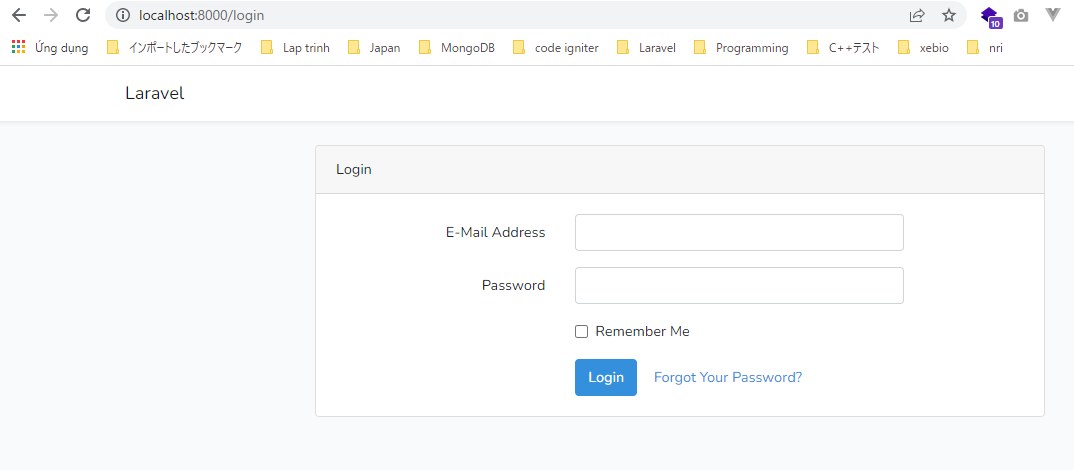 localhost:8000/login
10
Ứng dụng インポートしたブックマーク Lap trinh Japan MongoDB code igniter Laravel Programming C++テスト xebio nri
Laravel
Login
E-Mail Address
Password
Remember Me
Login Forgot Your Password?